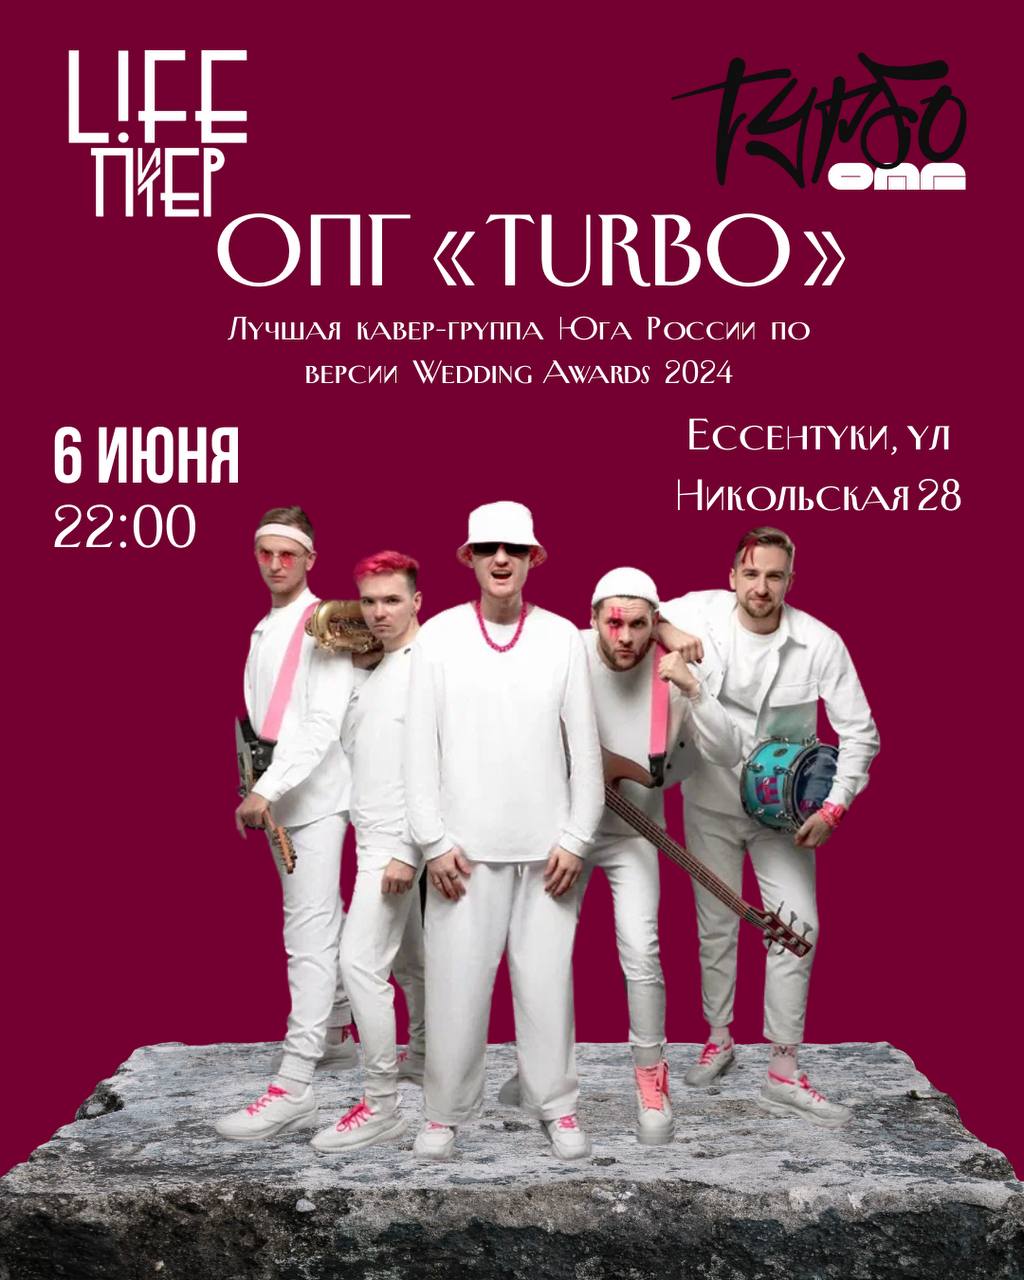 L!FE
ПИТЕР
турбо
ОПГ
ОПГ «TURBO»
Лучшая кавер-группа Юга России по
версии Wedding Awards 2024
6 ИЮНЯ
22:00
Ессентуки, ул
Никольская 28